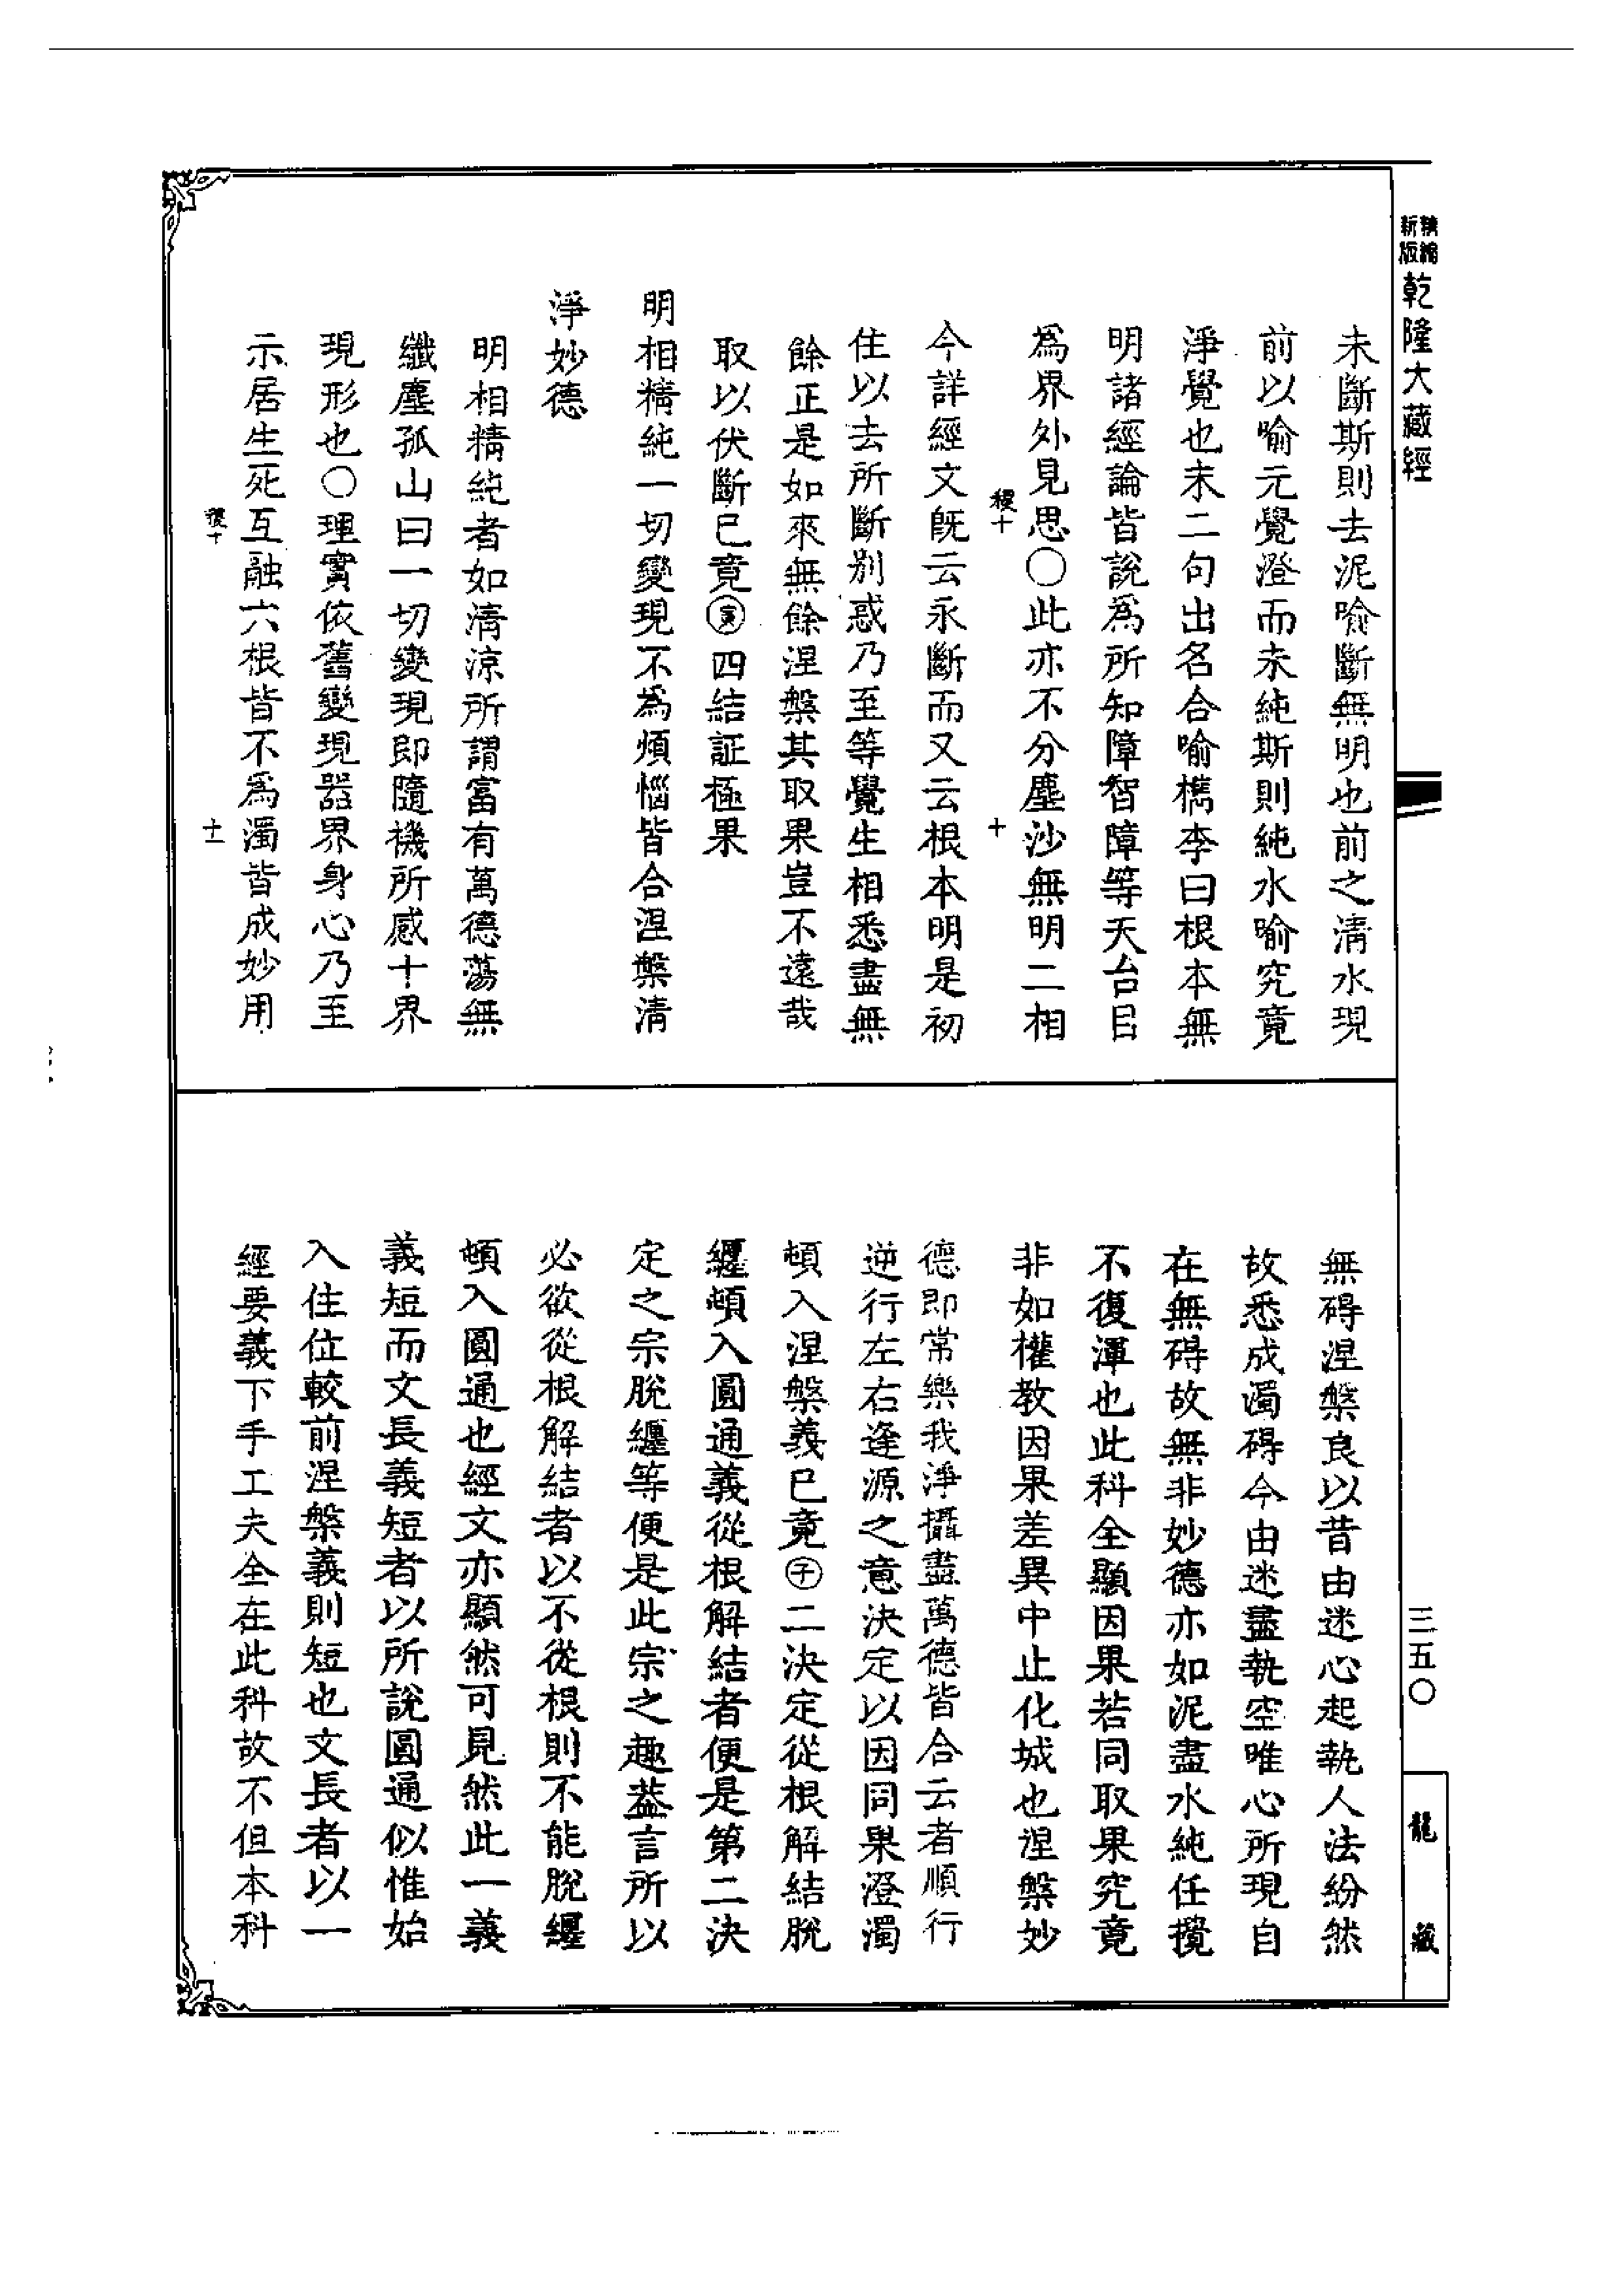 新編
精版
乾隆大藏經
未斷斯則去泥喻斷無明也前之清水現
前以喻元覺澄而未純斯則純水喻究竟
淨覺也末二句出名合喻檇李曰根本無
明諸經論皆說為所知障智障等天台目
為界外見思〇此亦不分塵沙無明二相
稷十
十
今詳經文既云永斷而又云根本明是初
住以去所斷別惑乃至等覺生相悉盡無
餘正是如來無餘涅槃其取果豈不遠哉
取以伏斷已竟㊞四結証極果
明相精純一切變現不為煩惱皆合涅槃清
淨妙德
明相精純者如清涼所謂富有萬德蕩無
纖塵孤山曰一切變現即隨機所感十界
現形也〇理實依舊變現器界身心乃至
示居生死互融六根皆不為濁皆成妙用
稷十
十一
無碍涅槃良以昔由迷心起執人法紛然
故悉成濁碍今由迷盡執空唯心所現自
在無碍故無非妙德亦如泥盡水純任攪
不復渾也此科全顯因果若同取果究竟
非如權教因果差異中止化城也涅槃妙
德即常樂我淨攝盡萬德皆合云者順行
逆行左右逢源之意決定以因同果澄濁
頓入涅槃義已竟㊉二決定從根解結脫
纏頓入圓通義從根解結者便是第二決
定之宗脫纏等便是此宗之趣葢言所以
必欲從根解結者以不從根則不能脫纏
頓入圓通也經文亦顯然可見然此一義
義短而文長義短者以所說圓通似惟始
入住位較前涅槃義則短也文長者以一
經要義下手工夫全在此科故不但本科
三五〇
龍藏